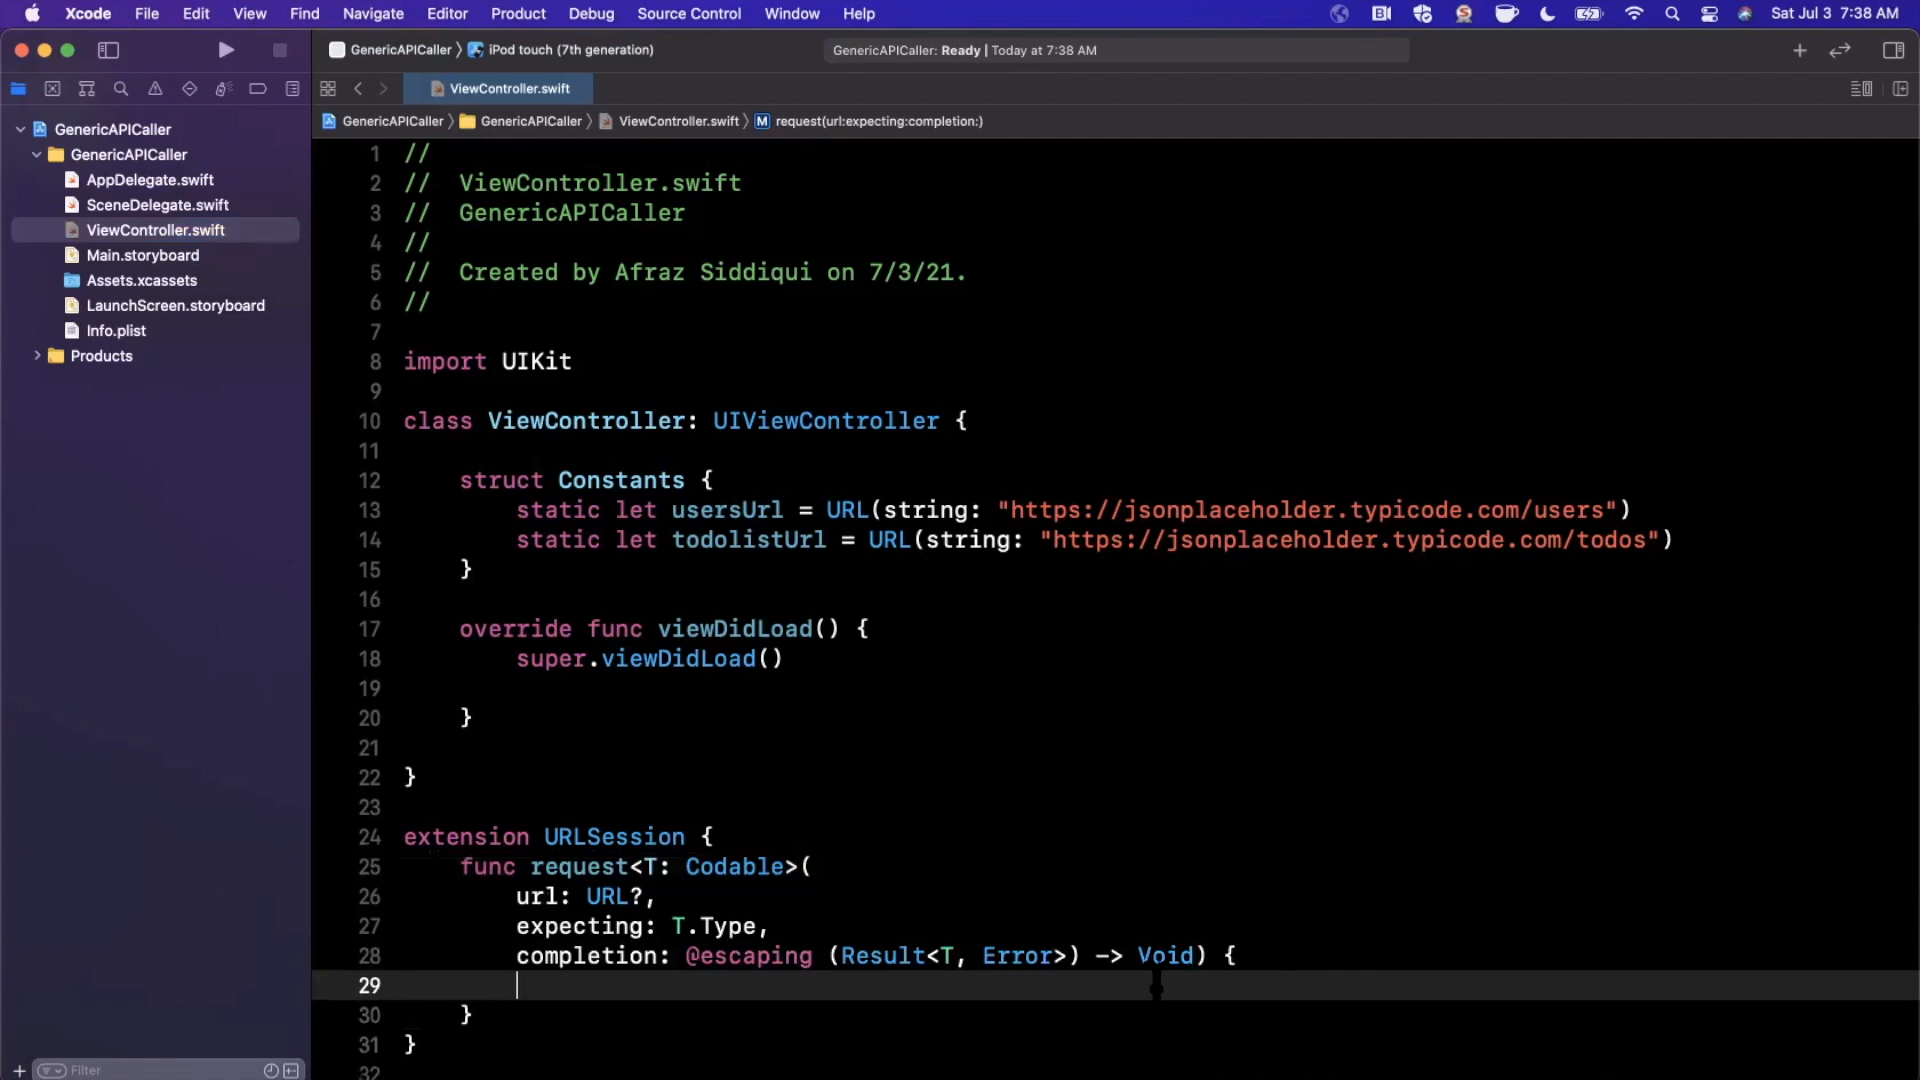 Xcode File Edit View Find Navigate Editor Product Debug Source Control Window Help Sat Jul 3 7:38 AM
GenericAPICaller iPod touch (7th generation) GenericAPICaller: Ready | Today at 7:38 AM
ViewController.swift
GenericAPICaller GenericAPICaller ViewController.swift M request(url:expecting:completion:)
GenericAPICaller
GenericAPICaller
AppDelegate.swift
SceneDelegate.swift
ViewController.swift
Main.storyboard
Assets.xcassets
LaunchScreen.storyboard
Info.plist
Products
Filter
1 //
2 // ViewController.swift
3 // GenericAPICaller
4 //
5 // Created by Afraz Siddiqui on 7/3/21.
6 //
7
8 import UIKit
9
10 class ViewController: UIViewController {
11
12 struct Constants {
13 static let usersUrl = URL(string: "https://jsonplaceholder.typicode.com/users")
14 static let todolistUrl = URL(string: "https://jsonplaceholder.typicode.com/todos")
15 }
16
17 override func viewDidLoad() {
18 super.viewDidLoad()
19
20 }
21
22 }
23
24 extension URLSession {
25 func request<T: Codable>(
26 url: URL?,
27 expecting: T.Type,
28 completion: @escaping (Result<T, Error>) -> Void) {
29
30 }
31 }
32